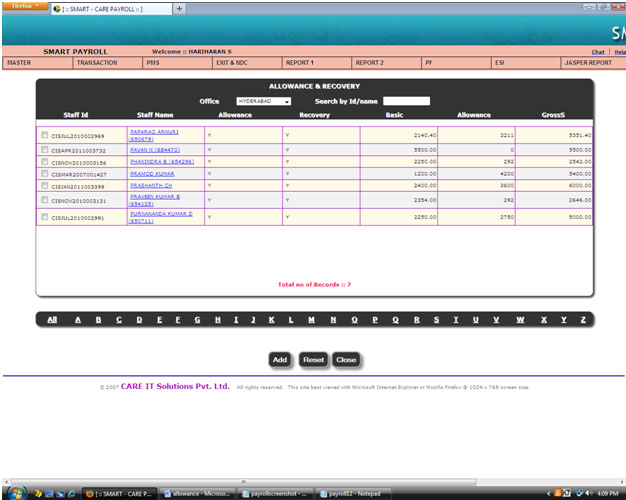 Firefox
[ :: SMART - CARE PAYROLL :: ]
SM
SMART PAYROLL Welcome :: HARIHARAN S Chat | Help
MASTER TRANSACTION PMS EXIT & NDC REPORT 1 REPORT 2 PF ESI JASPER REPORT
ALLOWANCE & RECOVERY
Office HYDERABAD Search by Id/name
Staff Id Staff Name Allowance Recovery Basic Allowance GrossS
CISJUL2010002969 PAPARAO ARNURI (650679) Y Y 2140.40 3211 5351.40
CISAPR2011003732 PAVAN N (684472) Y Y 5500.00 0 5500.00
CISNOV2010003156 PHANINDRA B (654296) Y Y 2250.00 292 2542.00
CISMAR2007001427 PRAMOD KUMAR Y Y 1200.00 4200 5400.00
CISJAN2011003399 PRASHANTH CH Y Y 2400.00 3600 6000.00
CISNOV2010003131 PRAVEEN KUMAR B (654125) Y Y 2354.00 292 2646.00
CISJUL2010002991 PURNANANDA KUMAR D (650711) Y Y 2250.00 2750 5000.00
Total no of Records :: 7
All A B C D E F G H I J K L M N O P Q R S T U V W X Y Z
Add Reset Close
© 2007 CARE IT Solutions Pvt. Ltd. All rights reserved. This site best viewed with Microsoft Internet Explorer or Mozilla Firefox @ 1024 x 768 screen size.
[ :: SMART - CARE P... allowance - Microso... payrollscreenshot - ... payroll02 - Notepad 4:09 PM